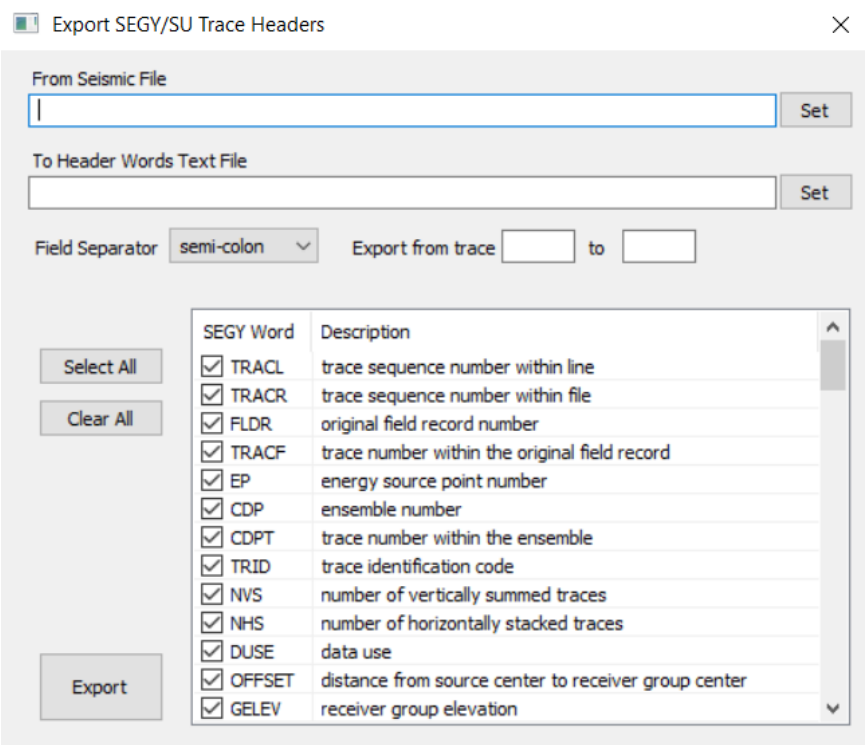 Export SEGY/SU Trace Headers
From Seismic File
Set
To Header Words Text File
Set
Field Separator semi-colon Export from trace to
SEGY Word Description
Select All
TRACL trace sequence number within line
TRACR trace sequence number within file
Clear All
FLDR original field record number
TRACF trace number within the original field record
EP energy source point number
CDP ensemble number
CDPT trace number within the ensemble
TRID trace identification code
NVS number of vertically summed traces
NHS number of horizontally stacked traces
DUSE data use
Export
OFFSET distance from source center to receiver group center
GELEV receiver group elevation